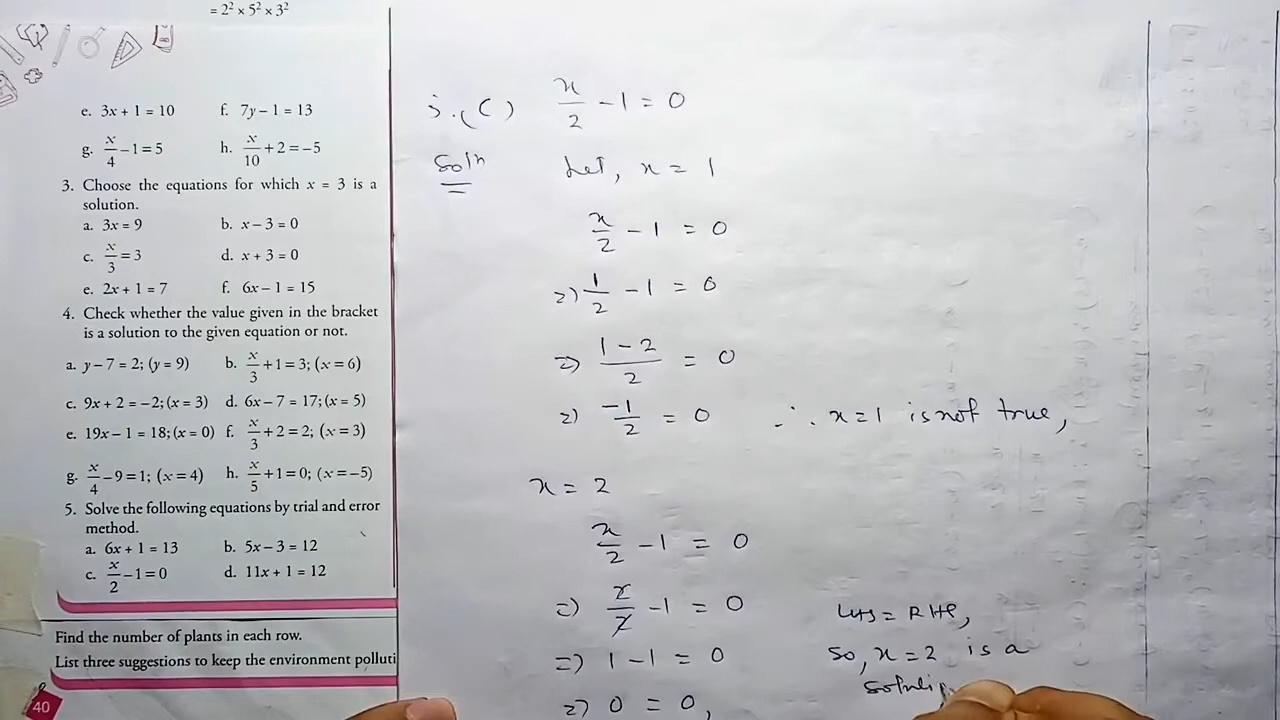 = 2² × 5² × 3²
e. 3x + 1 = 10 f. 7y − 1 = 13
g. x/4 − 1 = 5 h. x/10 + 2 = −5
3. Choose the equations for which x = 3 is a
solution.
a. 3x = 9 b. x − 3 = 0
c. x/3 = 3 d. x + 3 = 0
e. 2x + 1 = 7 f. 6x − 1 = 15
4. Check whether the value given in the bracket
is a solution to the given equation or not.
a. y − 7 = 2; (y = 9) b. x/3 + 1 = 3; (x = 6)
c. 9x + 2 = −2; (x = 3) d. 6x − 7 = 17; (x = 5)
e. 19x − 1 = 18; (x = 0) f. x/3 + 2 = 2; (x = 3)
g. x/4 − 9 = 1; (x = 4) h. x/5 + 1 = 0; (x = −5)
5. Solve the following equations by trial and error
method.
a. 6x + 1 = 13 b. 5x − 3 = 12
c. x/2 − 1 = 0 d. 11x + 1 = 12
Find the number of plants in each row.
List three suggestions to keep the environment polluti
40
5. (c) x/2 − 1 = 0
Soln Let, x = 1
x/2 − 1 = 0
=) 1/2 − 1 = 0
=) 1 − 2/2 = 0
=) −1/2 = 0 ∴ x = 1 is not true,
x = 2
x/2 − 1 = 0
=) 2/2 − 1 = 0 LHS = RHS,
=) 1 − 1 = 0 So, x = 2 is a
=) 0 = 0,